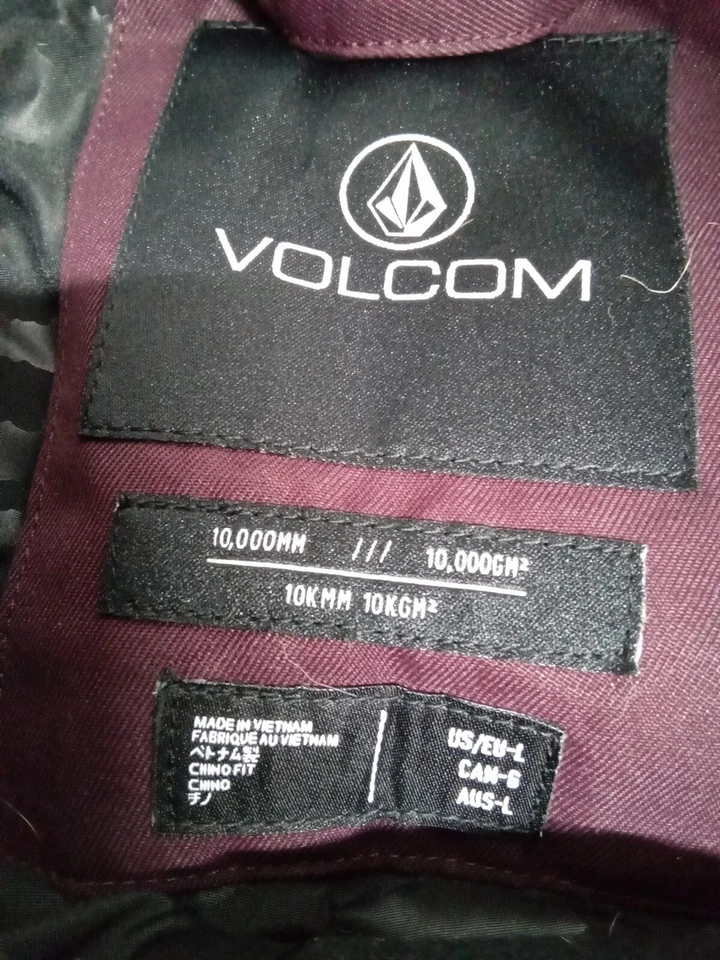 VOLCOM
10,000MM /// 10,000GM²
10KMM 10KGM²
MADE IN VIETNAM
FABRIQUE AU VIETNAM
ベトナム製
CHINO FIT
CHINO
チノ
US/EU-L
CAN-G
AUS-L